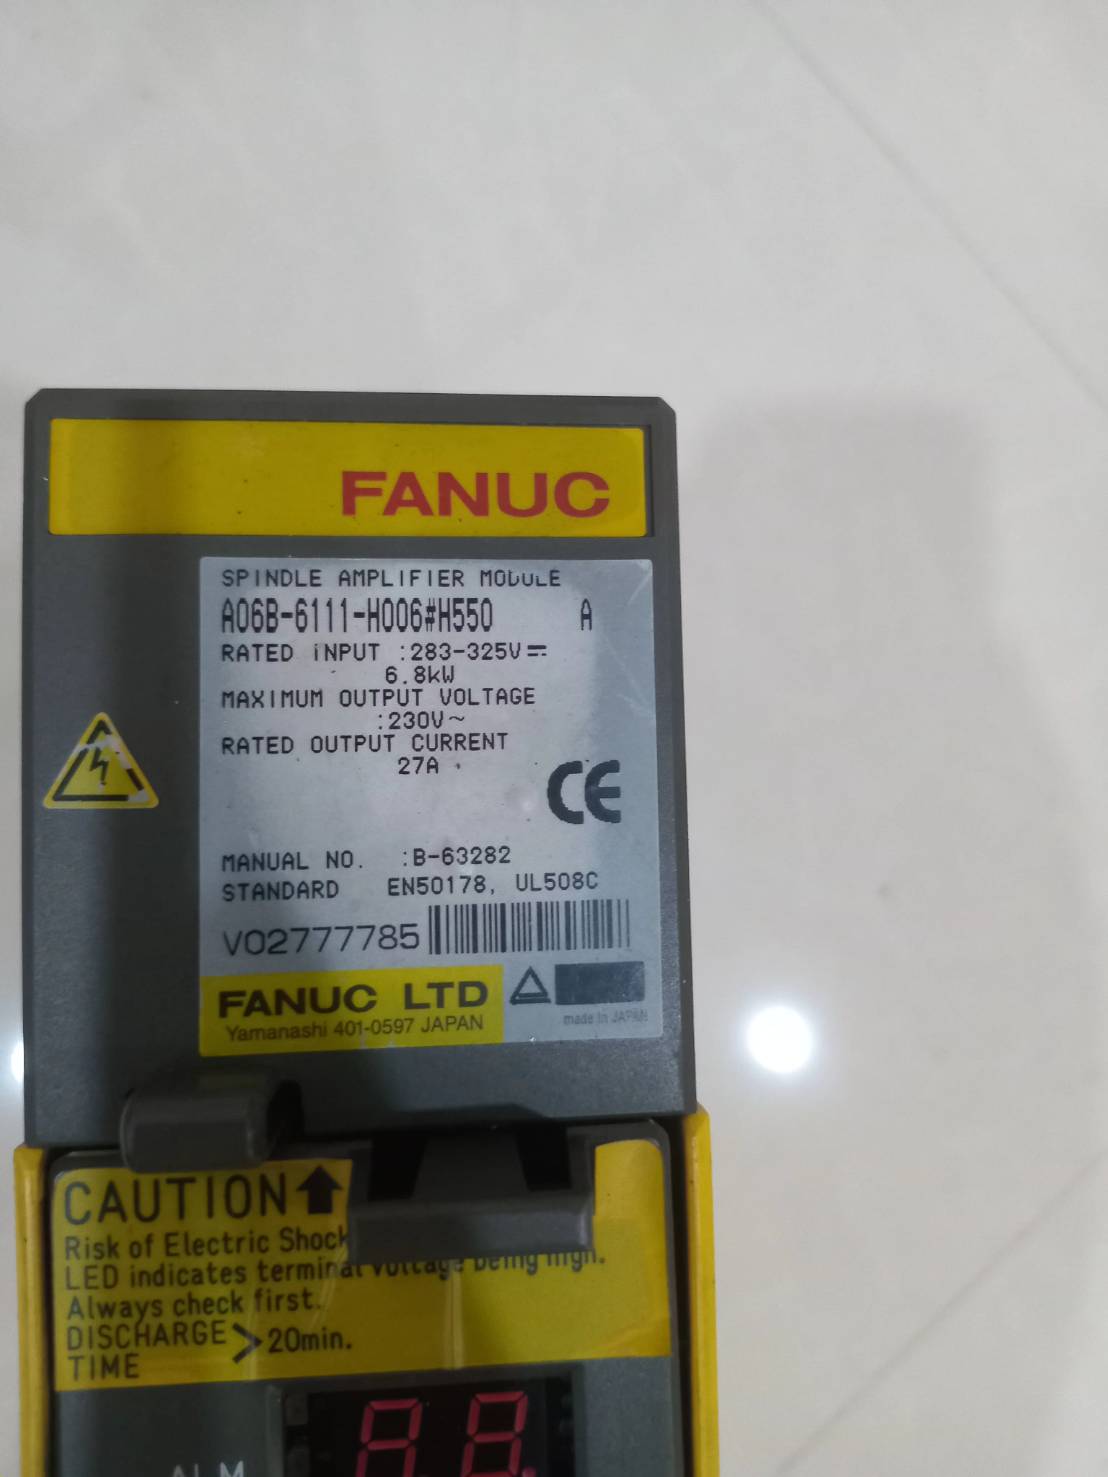 FANUC
SPINDLE AMPLIFIER MODULE
A06B-6111-H006#H550 A
RATED INPUT :283-325V⎓
6.8kW
MAXIMUM OUTPUT VOLTAGE
:230V~
RATED OUTPUT CURRENT
27A
CE
MANUAL NO. :B-63282
STANDARD EN50178, UL508C
V02777785
FANUC LTD
Yamanashi 401-0597 JAPAN
made in JAPAN
CAUTION
Risk of Electric Shock
LED indicates terminal voltage being high.
Always check first.
DISCHARGE > 20min.
TIME
ALM